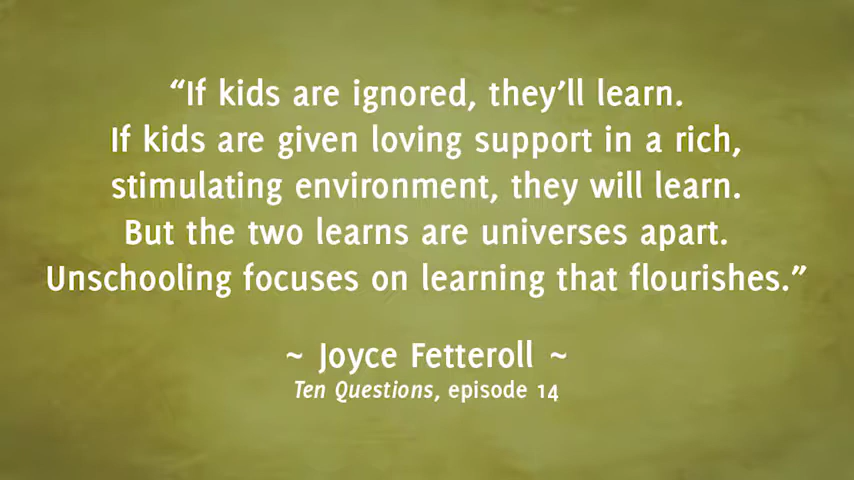 “If kids are ignored, they’ll learn.
If kids are given loving support in a rich,
stimulating environment, they will learn.
But the two learns are universes apart.
Unschooling focuses on learning that flourishes.”
~ Joyce Fetteroll ~
Ten Questions, episode 14